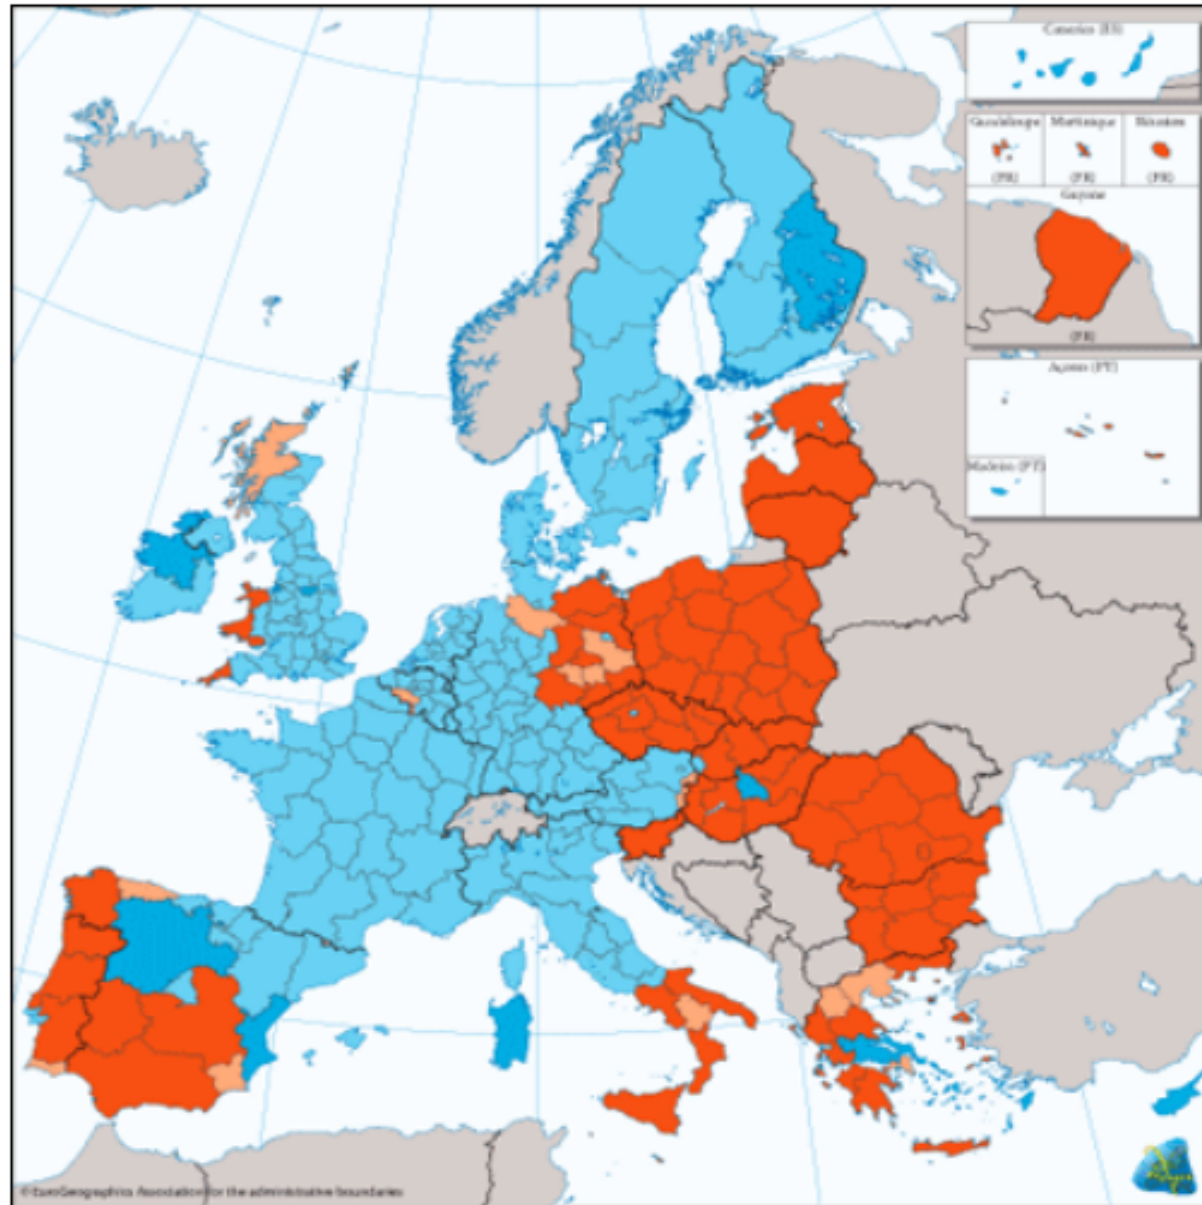 Canarias (ES)
Guadeloupe Martinique Réunion
(FR) (FR) (FR)
Guyane
(FR)
Açores (PT)
Madeira (PT)
© EuroGeographics Association for the administrative boundaries